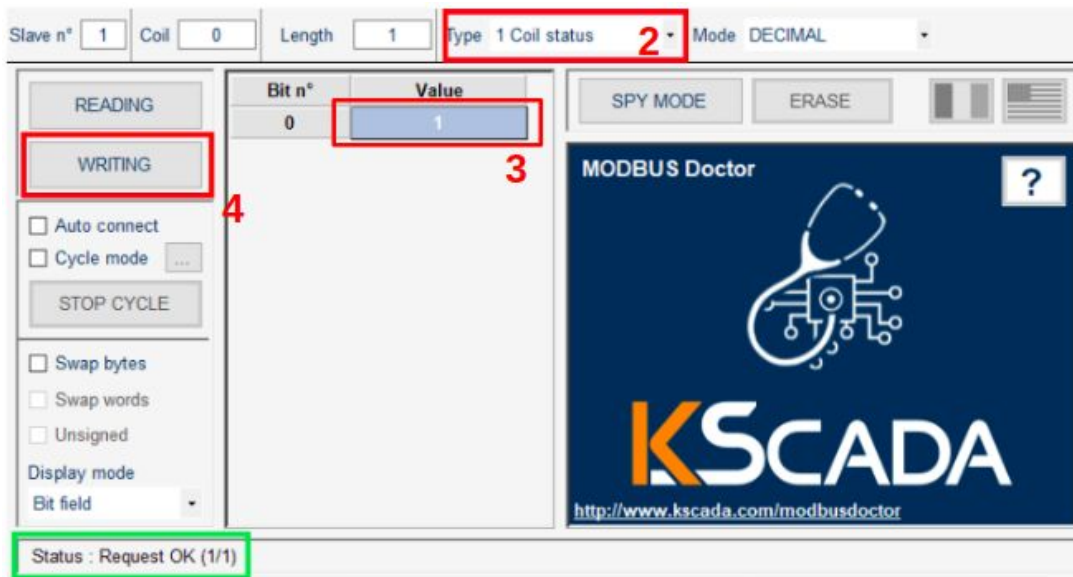 Slave n° 1 Coil 0 Length 1 Type 1 Coil status 2 Mode DECIMAL
READING
WRITING
4
Auto connect
Cycle mode ...
STOP CYCLE
Swap bytes
Swap words
Unsigned
Display mode
Bit field
Bit n° Value
0 1
3
SPY MODE ERASE
MODBUS Doctor
?
KSCADA
http://www.kscada.com/modbusdoctor
Status : Request OK (1/1)